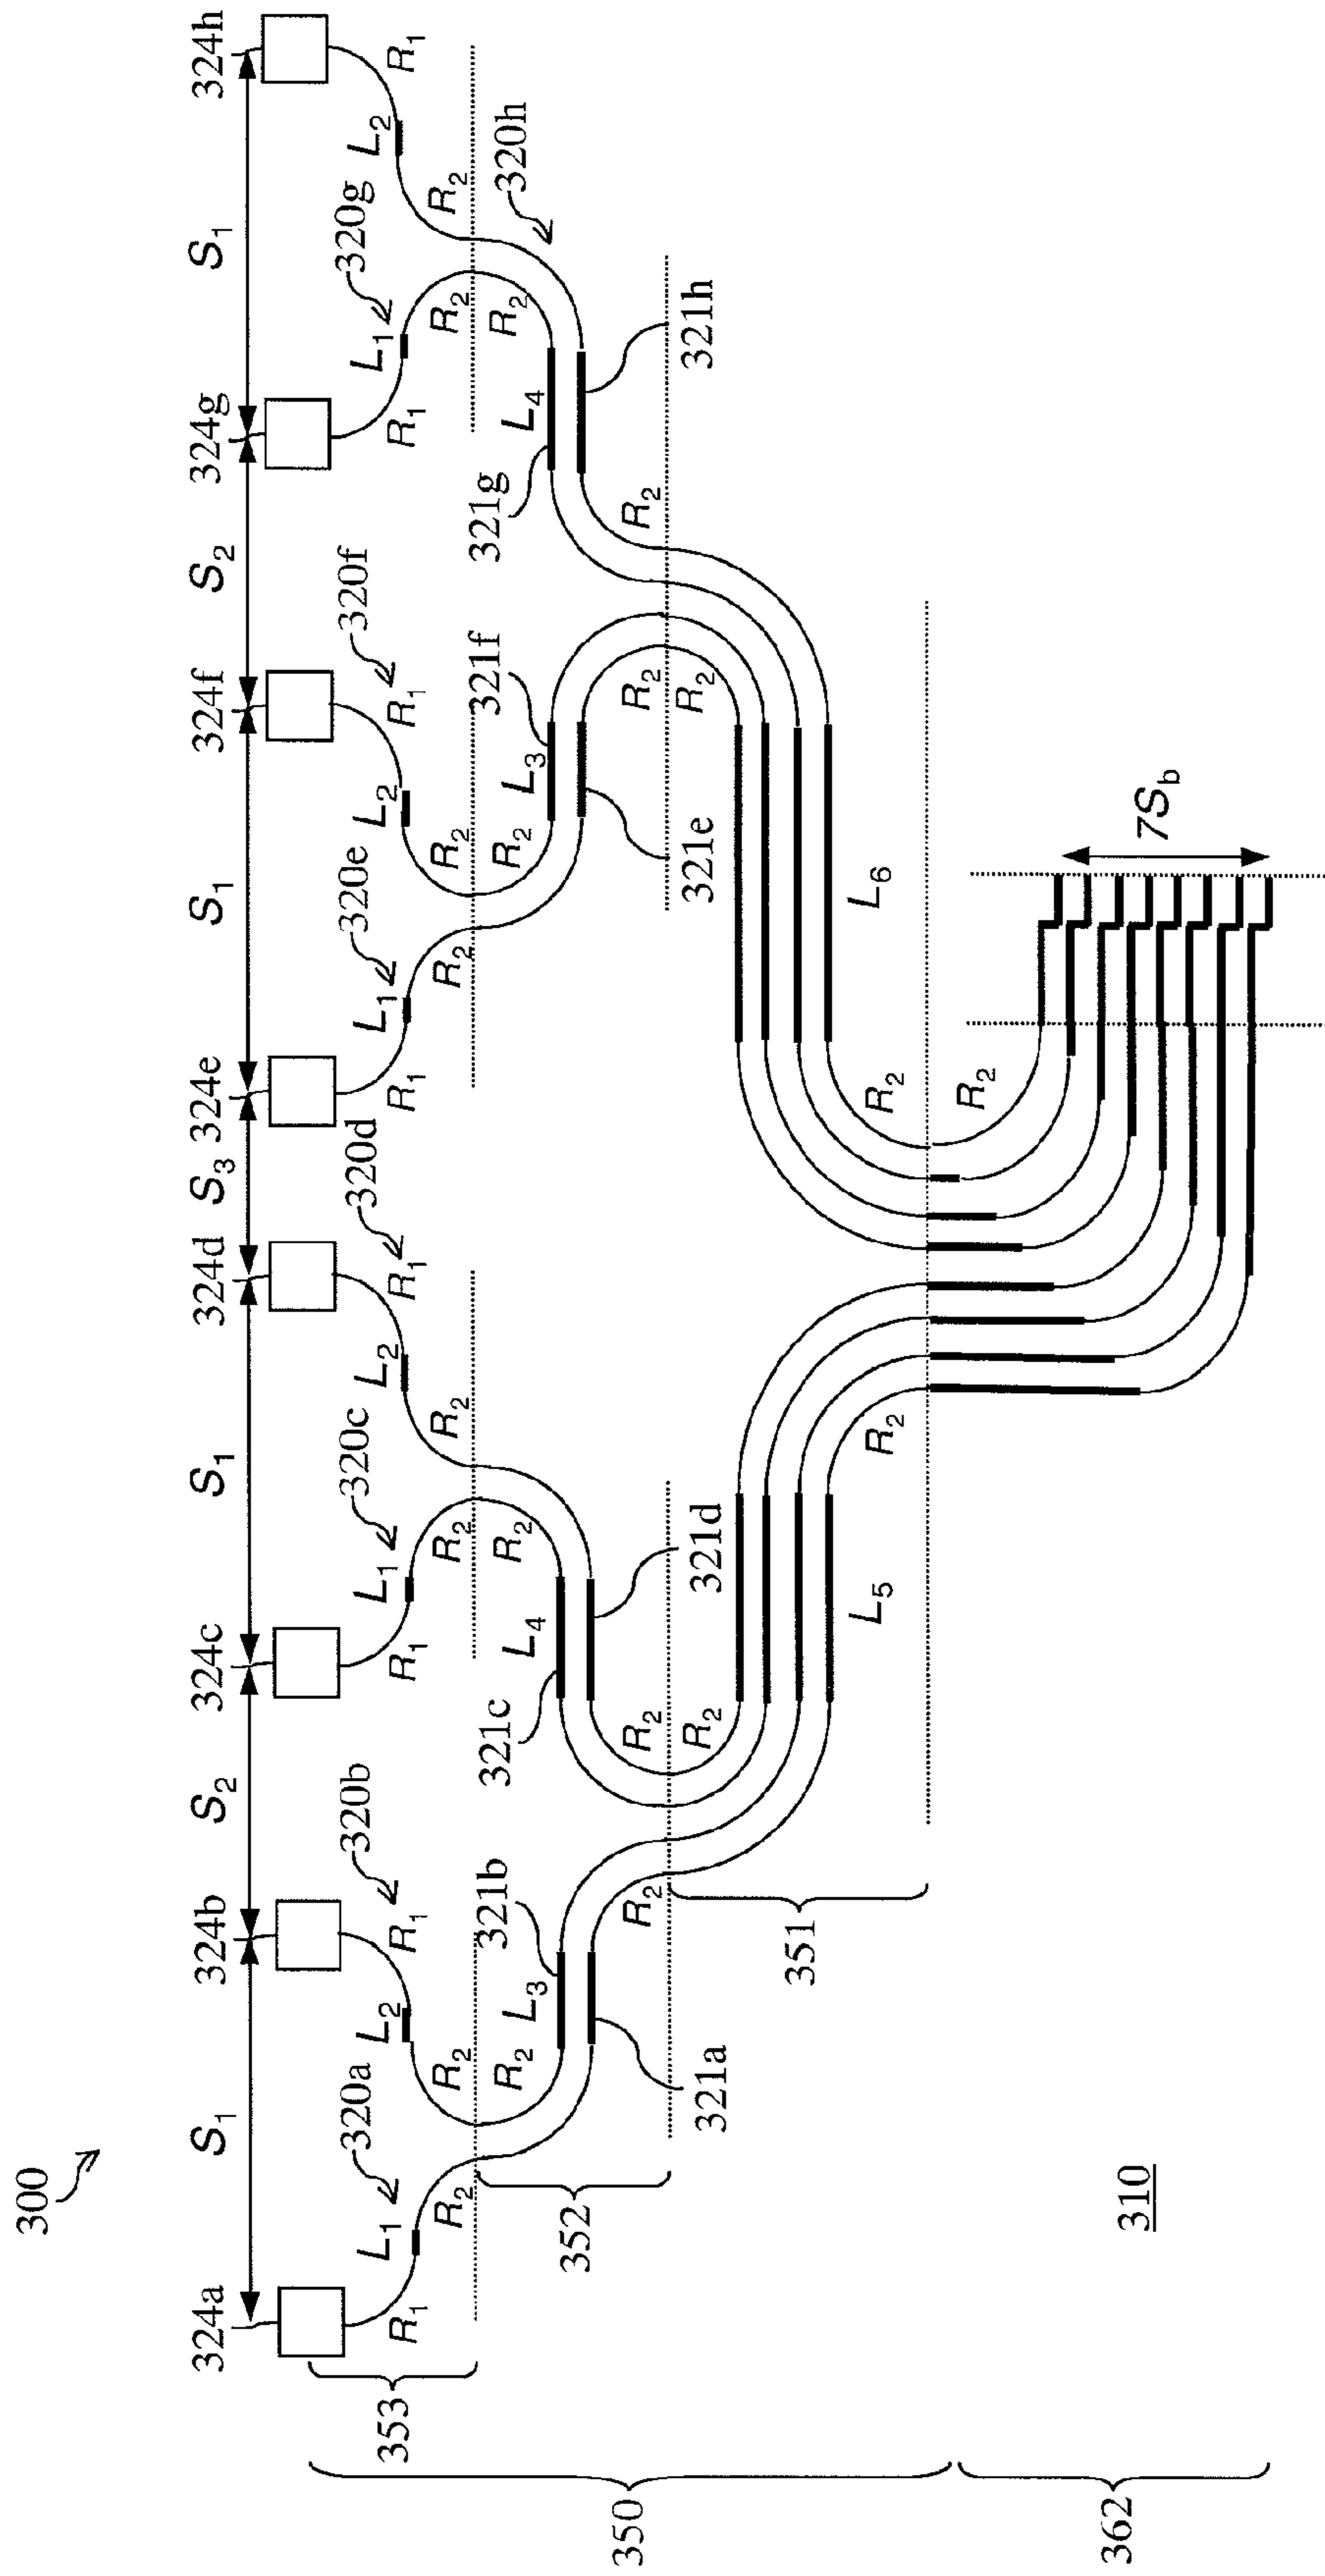 300
324a
324b
324c
324d
324e
324f
324g
324h
S1
S2
S1
S3
S1
S2
S1
320a
320b
320c
320d
320e
320f
320g
320h
R1
L1
R2
R2
L2
R1
R1
L1
R2
R2
L2
R1
R1
L1
R2
R2
L2
R1
R1
L1
R2
R2
L2
R1
353
R2
L3
321b
321a
R2
R2
L4
321c
321d
R2
R2
L3
321f
321e
R2
R2
L4
321g
321h
R2
352
R2
L5
R2
R2
L6
R2
351
R2
7Sb
350
362
310